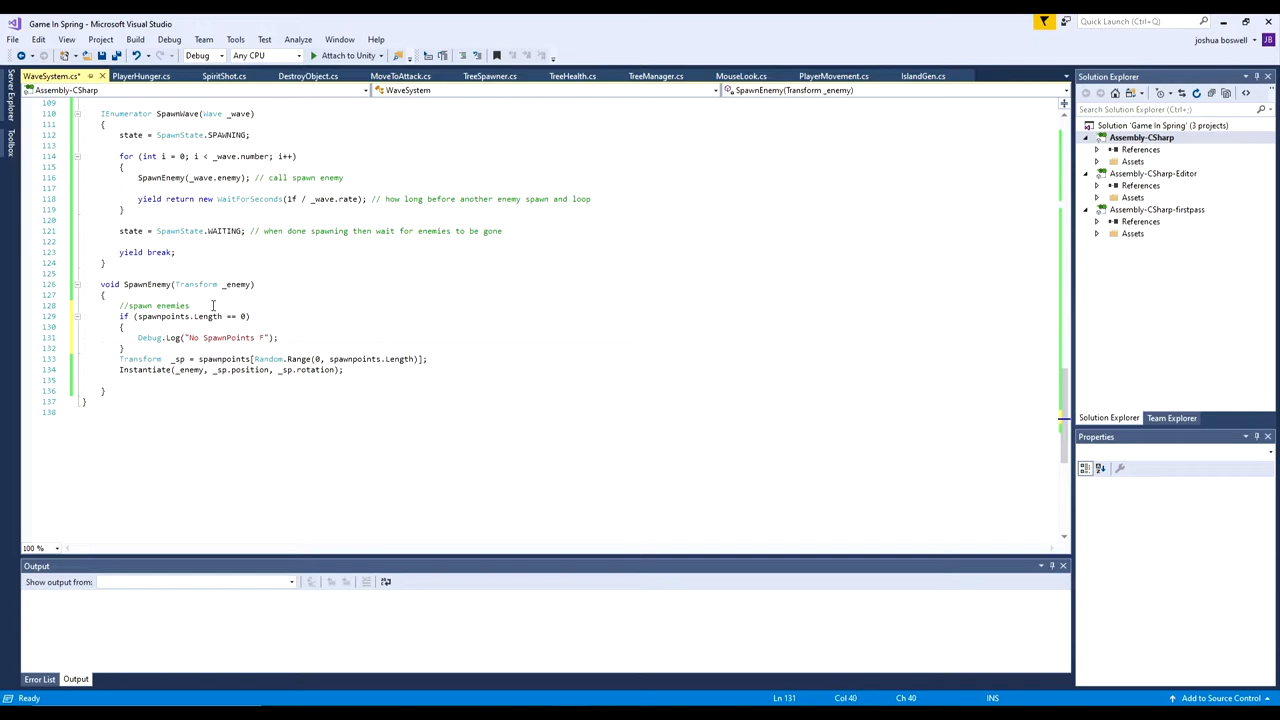 Game In Spring - Microsoft Visual Studio
Quick Launch (Ctrl+;)
File Edit View Project Build Debug Team Tools Test Analyze Window Help
joshua boswell JB
Debug Any CPU Attach to Unity
WaveSystem.cs* PlayerHunger.cs SpiritShot.cs DestroyObject.cs MoveToAttack.cs TreeSpawner.cs TreeHealth.cs TreeManager.cs MouseLook.cs PlayerMovement.cs IslandGen.cs
Assembly-CSharp WaveSystem SpawnEnemy(Transform _enemy)
Server Explorer
Toolbox
109
110 IEnumerator SpawnWave(Wave _wave)
111 {
112 state = SpawnState.SPAWNING;
113
114 for (int i = 0; i < _wave.number; i++)
115 {
116 SpawnEnemy(_wave.enemy); // call spawn enemy
117
118 yield return new WaitForSeconds(1f / _wave.rate); // how long before another enemy spawn and loop
119 }
120
121 state = SpawnState.WAITING; // when done spawning then wait for enemies to be gone
122
123 yield break;
124 }
125
126 void SpawnEnemy(Transform _enemy)
127 {
128 //spawn enemies
129 if (spawnpoints.Length == 0)
130 {
131 Debug.Log("No SpawnPoints F");
132 }
133 Transform _sp = spawnpoints[Random.Range(0, spawnpoints.Length)];
134 Instantiate(_enemy, _sp.position, _sp.rotation);
135
136 }
137 }
138
100 %
Solution Explorer
Search Solution Explorer (Ctrl+;)
Solution 'Game In Spring' (3 projects)
Assembly-CSharp
References
Assets
Assembly-CSharp-Editor
References
Assets
Assembly-CSharp-firstpass
References
Assets
Solution Explorer Team Explorer
Properties
Output
Show output from:
Error List Output
Ready Ln 131 Col 40 Ch 40 INS Add to Source Control